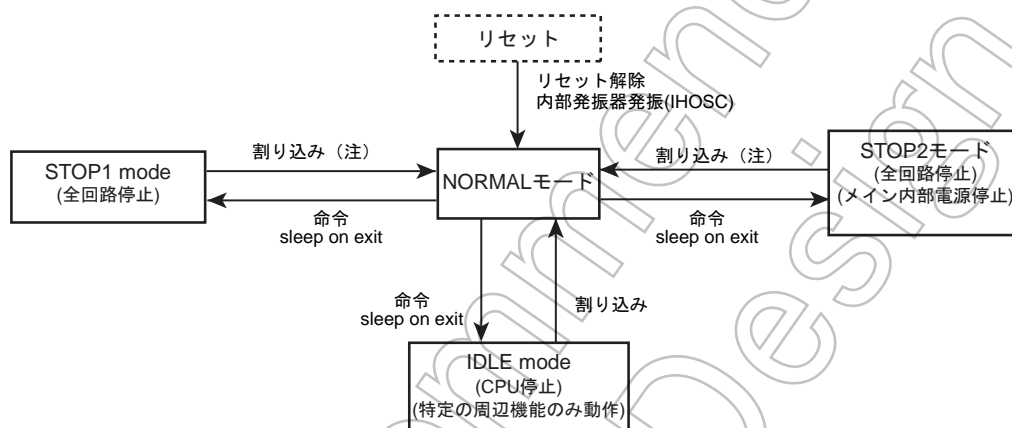 リセット
リセット解除
内部発振器発振(IHOSC)
STOP1 mode
(全回路停止)
割り込み（注）
命令
sleep on exit
NORMALモード
割り込み（注）
命令
sleep on exit
STOP2モード
(全回路停止)
(メイン内部電源停止)
命令
sleep on exit
割り込み
IDLE mode
(CPU停止)
(特定の周辺機能のみ動作)